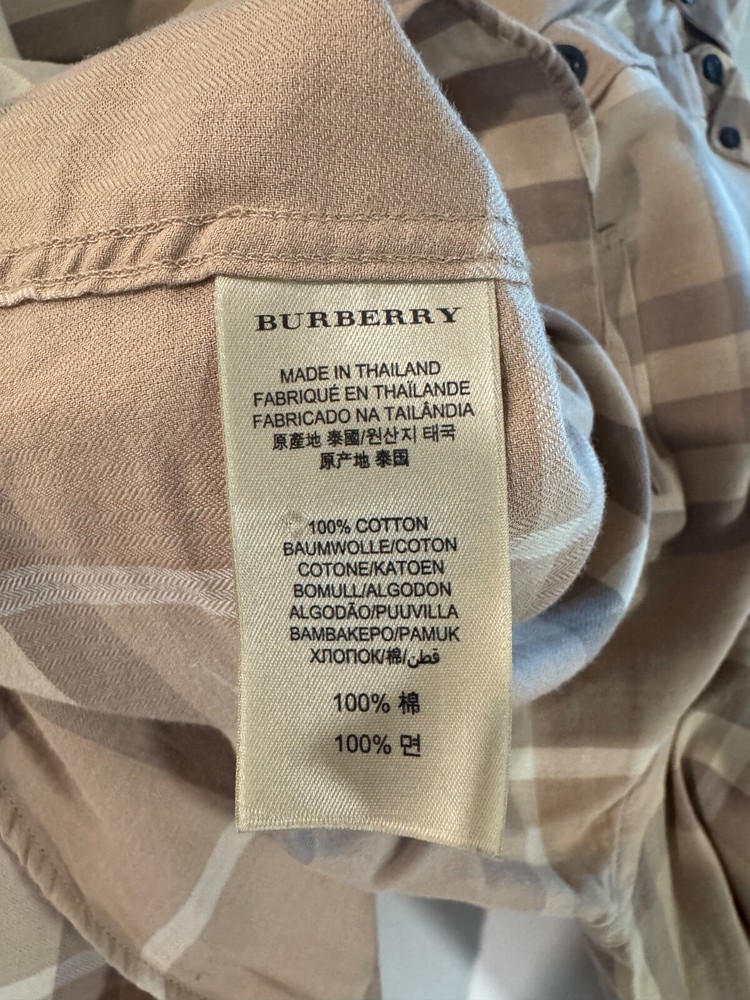 BURBERRY
MADE IN THAILAND
FABRIQUÉ EN THAÏLANDE
FABRICADO NA TAILÂNDIA
原產地 泰國/원산지 태국
原产地 泰国
100% COTTON
BAUMWOLLE/COTON
COTONE/KATOEN
BOMULL/ALGODON
ALGODÃO/PUUVILLA
BAMBAKEPO/PAMUK
ХЛОПОК/棉/قطن
100% 棉
100% 면